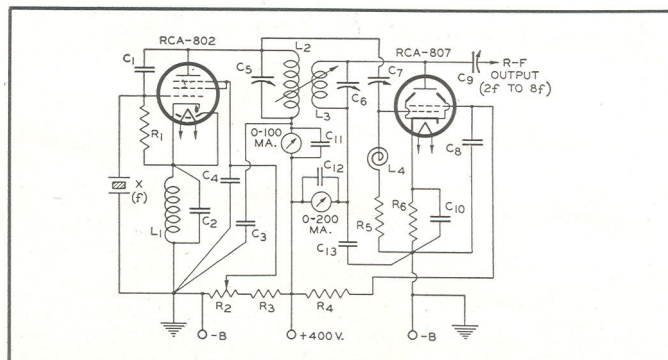 RCA-802
RCA-807
L2
C1
C5
C7
C9
R-F
OUTPUT
(2f TO 8f)
C6
L3
R1
0-100
MA.
C11
C8
C12
L4
C4
X
(f)
L1
C2
C3
0-200
MA.
R5
R6
C10
C13
R2
R3
R4
-B
+400 V.
-B